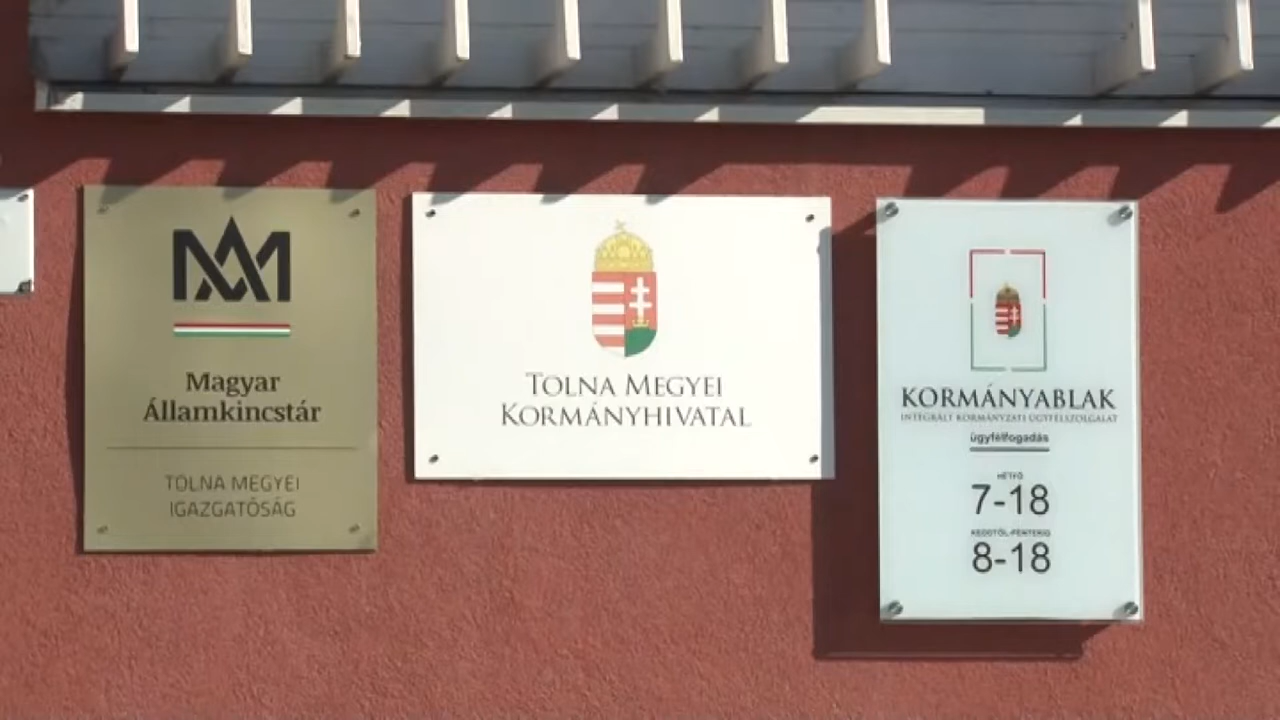 Magyar
Államkincstár
TOLNA MEGYEI
IGAZGATÓSÁG
TOLNA MEGYEI
KORMÁNYHIVATAL
KORMÁNYABLAK
INTEGRÁLT KORMÁNYZATI ÜGYFÉLSZOLGÁLAT
ügyfélfogadás
HÉTFŐ
7-18
KEDDTŐL-PÉNTEKIG
8-18